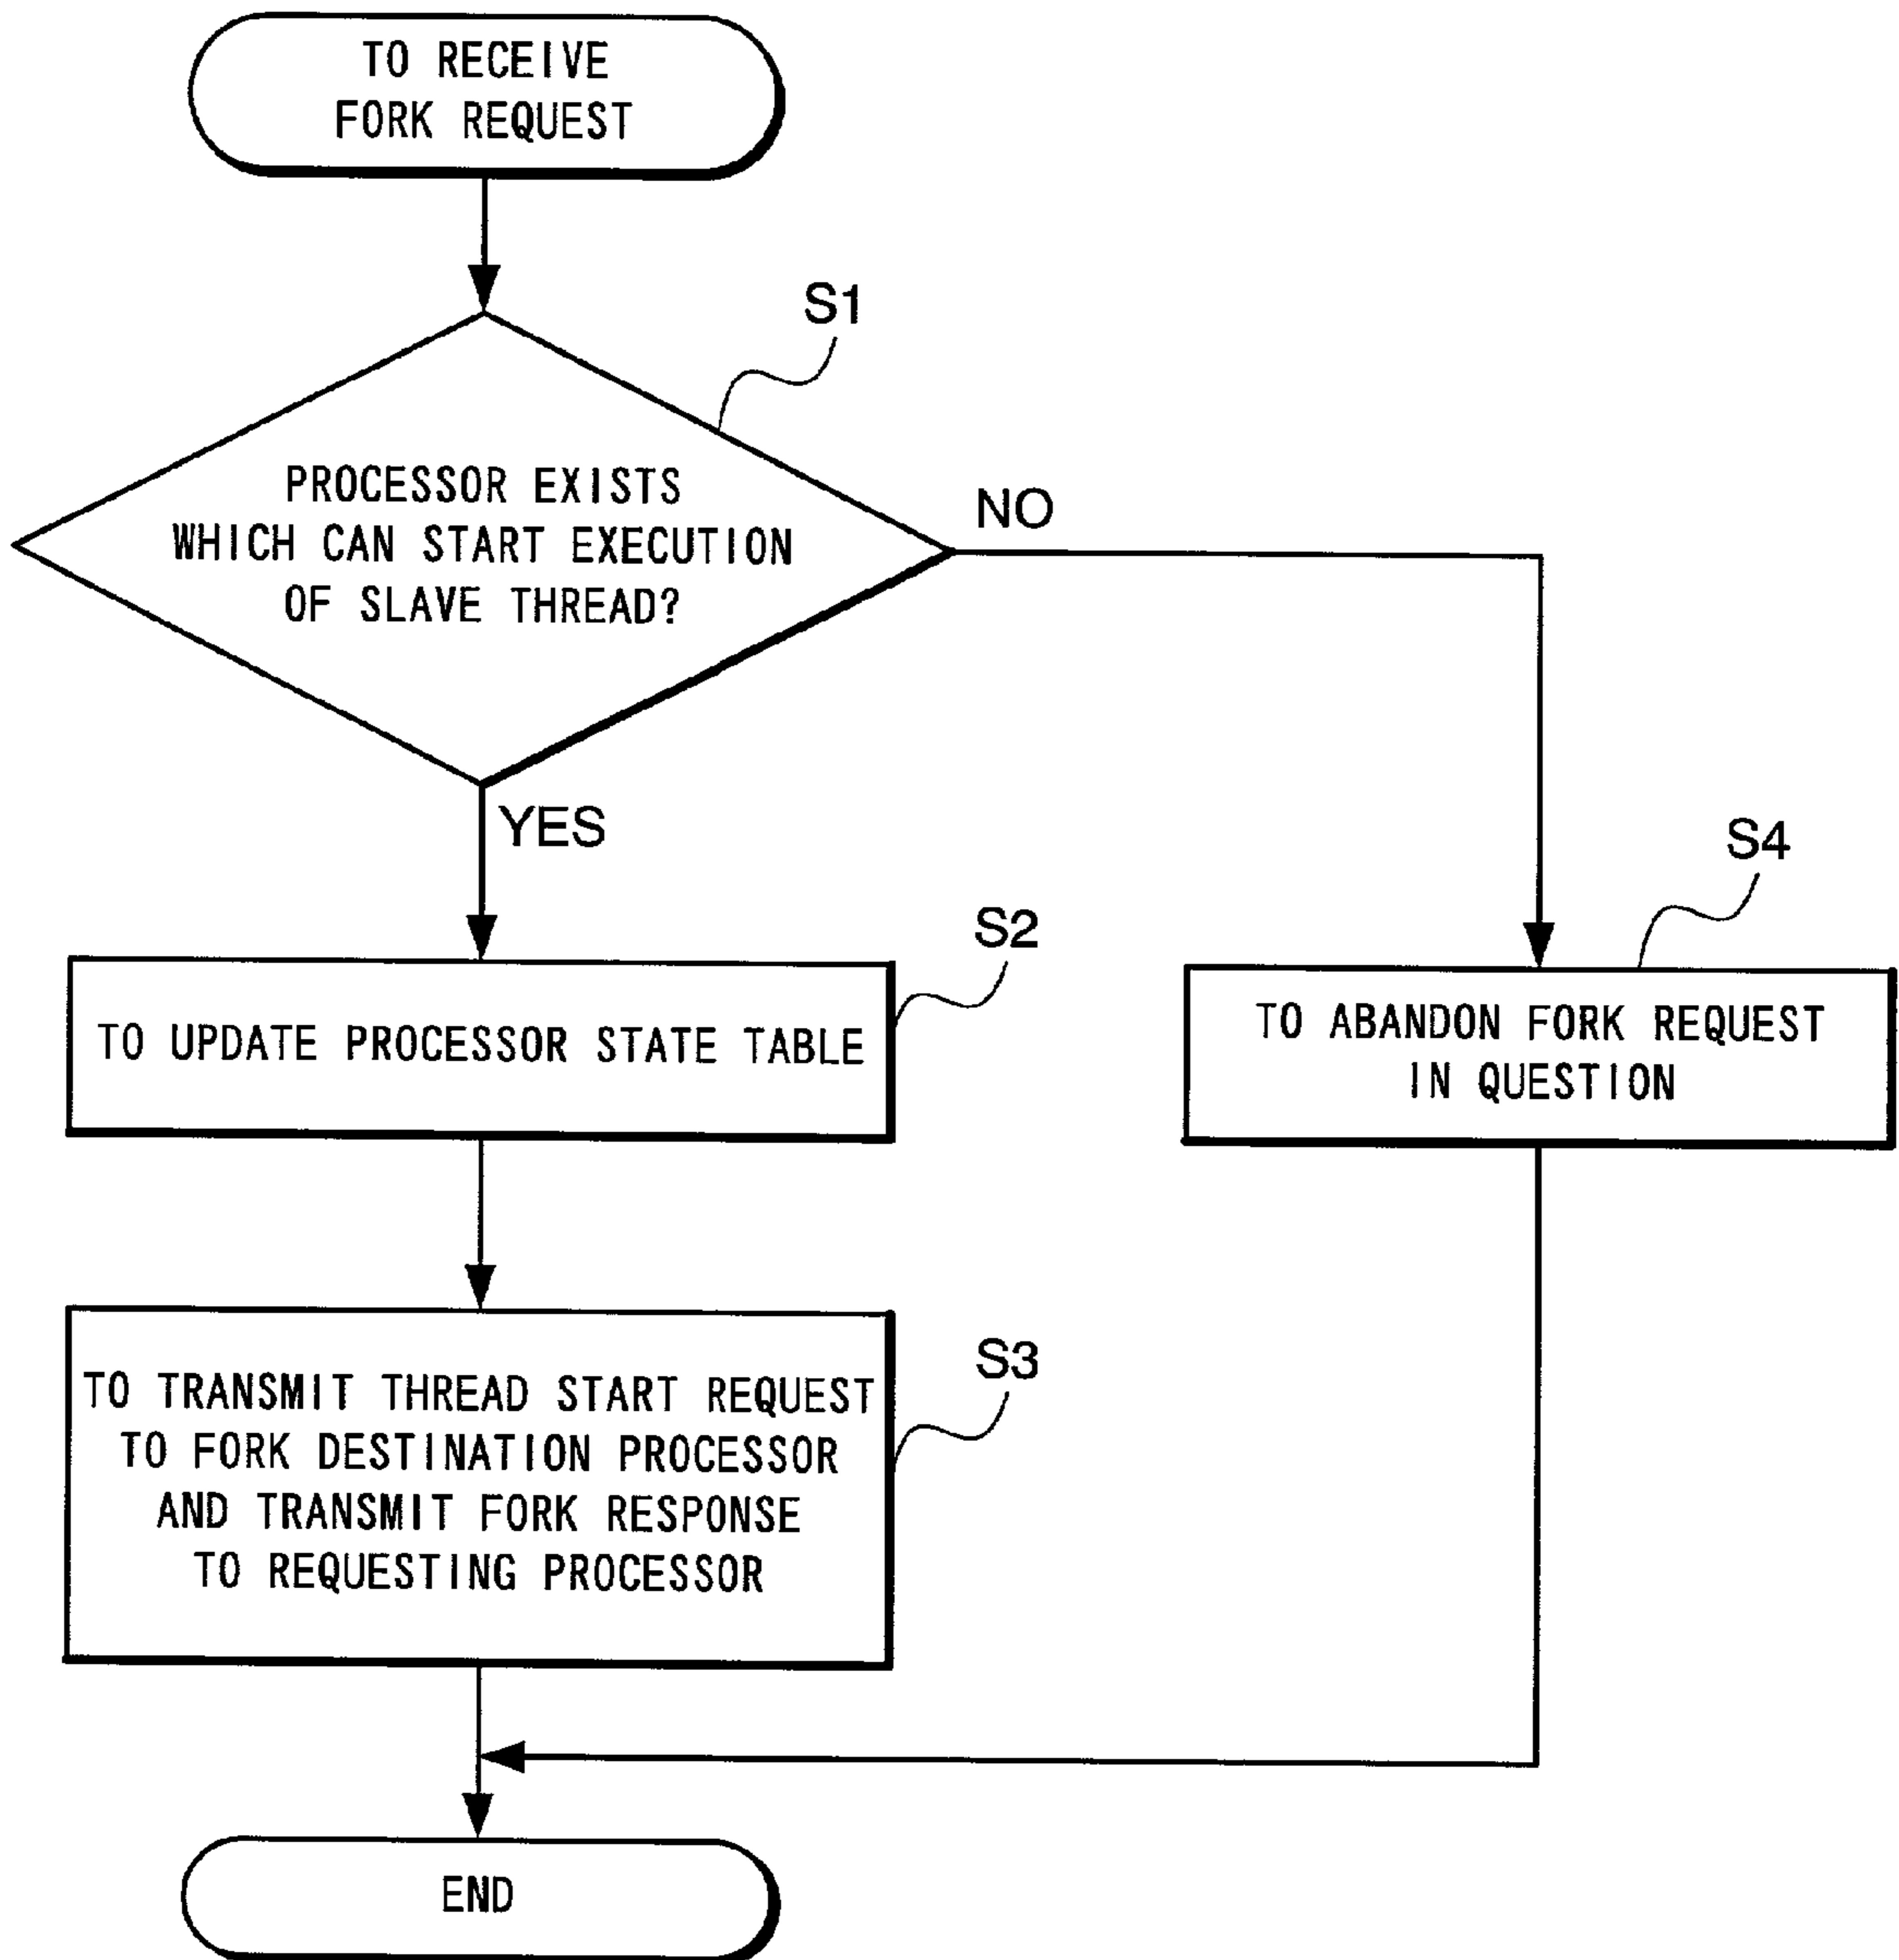 TO RECEIVE
FORK REQUEST
S1
PROCESSOR EXISTS
WHICH CAN START EXECUTION
OF SLAVE THREAD?
NO
YES
S2
TO UPDATE PROCESSOR STATE TABLE
S4
TO ABANDON FORK REQUEST
IN QUESTION
S3
TO TRANSMIT THREAD START REQUEST
TO FORK DESTINATION PROCESSOR
AND TRANSMIT FORK RESPONSE
TO REQUESTING PROCESSOR
END